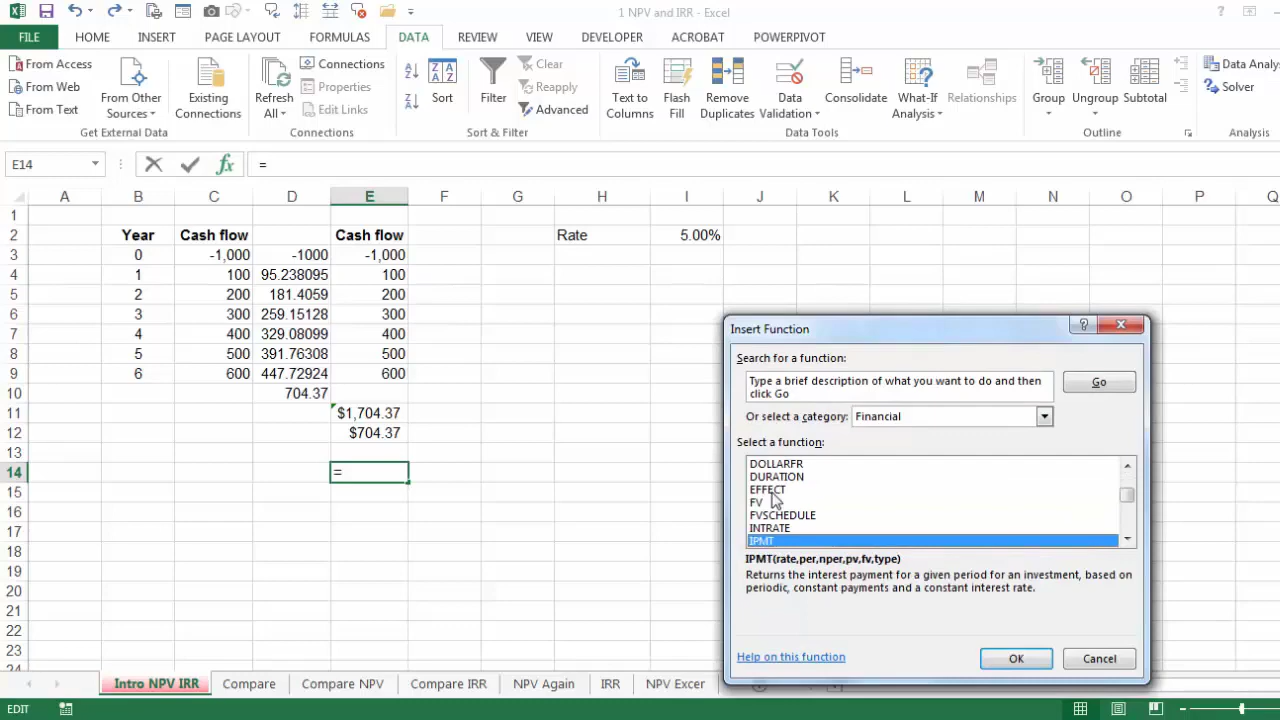 1 NPV and IRR - Excel
?
FILE HOME INSERT PAGE LAYOUT FORMULAS DATA REVIEW VIEW DEVELOPER ACROBAT POWERPIVOT
From Access
From Web
From Text
From Other
Sources
Existing
Connections
Get External Data
Refresh
All
Connections
Properties
Edit Links
Connections
Sort
Filter
Clear
Reapply
Advanced
Sort & Filter
Text to
Columns
Flash
Fill
Remove
Duplicates
Data
Validation
Consolidate
What-If
Analysis
Relationships
Data Tools
Group
Ungroup
Subtotal
Outline
Data Analy
Solver
Analysis
E14 fx =
A B C D E F G H I J K L M N O P Q
1
2 Year Cash flow Cash flow Rate 5.00%
3 0 -1,000 -1000 -1,000
4 1 100 95.238095 100
5 2 200 181.4059 200
6 3 300 259.15128 300
7 4 400 329.08099 400
8 5 500 391.76308 500
9 6 600 447.72924 600
10 704.37
11 $1,704.37
12 $704.37
13
14 =
15
16
17
18
19
20
21
22
23
24
Insert Function
?
Search for a function:
Type a brief description of what you want to do and then
click Go
Go
Or select a category: Financial
Select a function:
DOLLARFR
DURATION
EFFECT
FV
FVSCHEDULE
INTRATE
IPMT
IPMT(rate,per,nper,pv,fv,type)
Returns the interest payment for a given period for an investment, based on
periodic, constant payments and a constant interest rate.
Help on this function
OK
Cancel
Intro NPV IRR Compare Compare NPV Compare IRR NPV Again IRR NPV Excer
EDIT